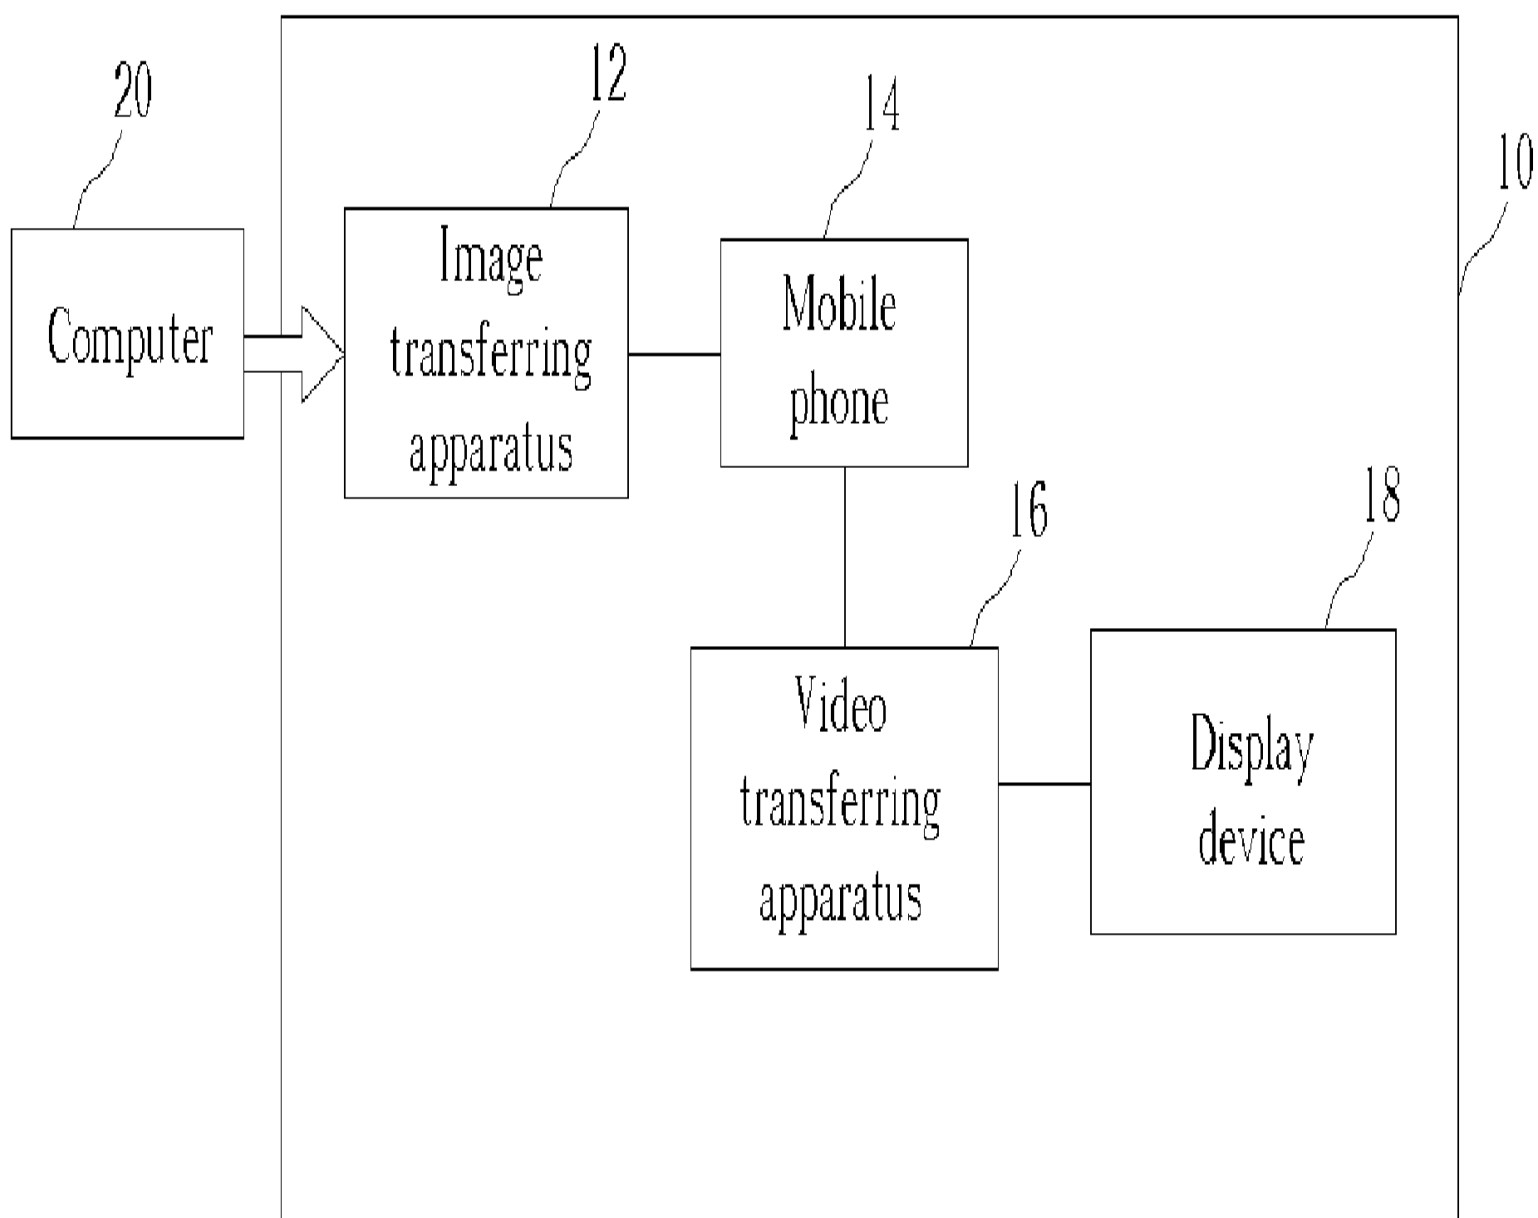 20
12
14
10
Computer
Image
transferring
apparatus
Mobile
phone
16
18
Video
transferring
apparatus
Display
device